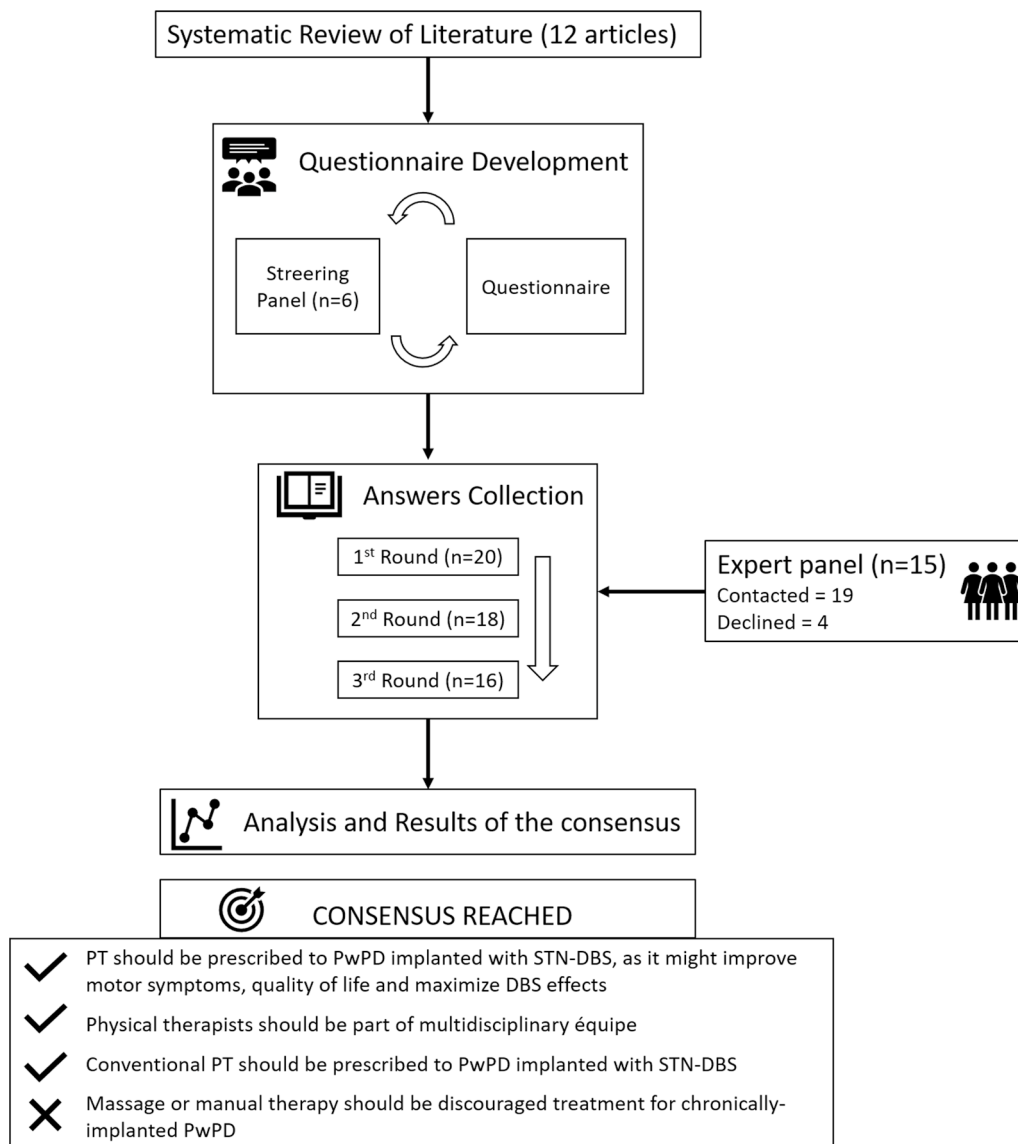 Systematic Review of Literature (12 articles)
Questionnaire Development
Streering
Panel (n=6)
Questionnaire
Answers Collection
1st Round (n=20)
2nd Round (n=18)
3rd Round (n=16)
Expert panel (n=15)
Contacted = 19
Declined = 4
Analysis and Results of the consensus
CONSENSUS REACHED
PT should be prescribed to PwPD implanted with STN-DBS, as it might improve
motor symptoms, quality of life and maximize DBS effects
Physical therapists should be part of multidisciplinary équipe
Conventional PT should be prescribed to PwPD implanted with STN-DBS
Massage or manual therapy should be discouraged treatment for chronically-
implanted PwPD